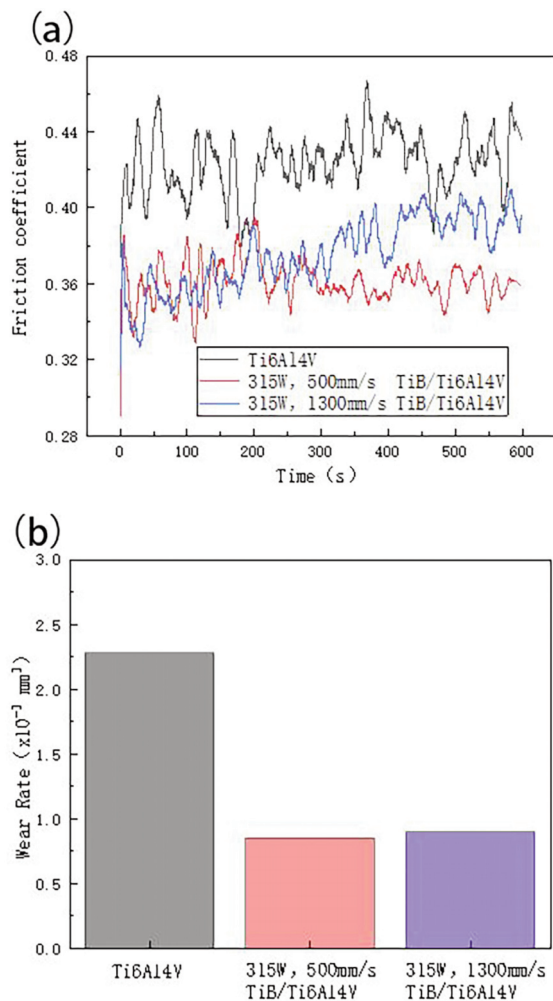 (a)
0.48
0.44
0.40
0.36
0.32
0.28
Friction coefficient
Ti6Al4V
315W, 500mm/s TiB/Ti6Al4V
315W, 1300mm/s TiB/Ti6Al4V
0 100 200 300 400 500 600
Time (s)
(b)
3.0
2.5
2.0
1.5
1.0
0.5
0.0
Wear Rate (x10⁻³ mm³)
Ti6Al4V
315W, 500mm/s
TiB/Ti6Al4V
315W, 1300mm/s
TiB/Ti6Al4V